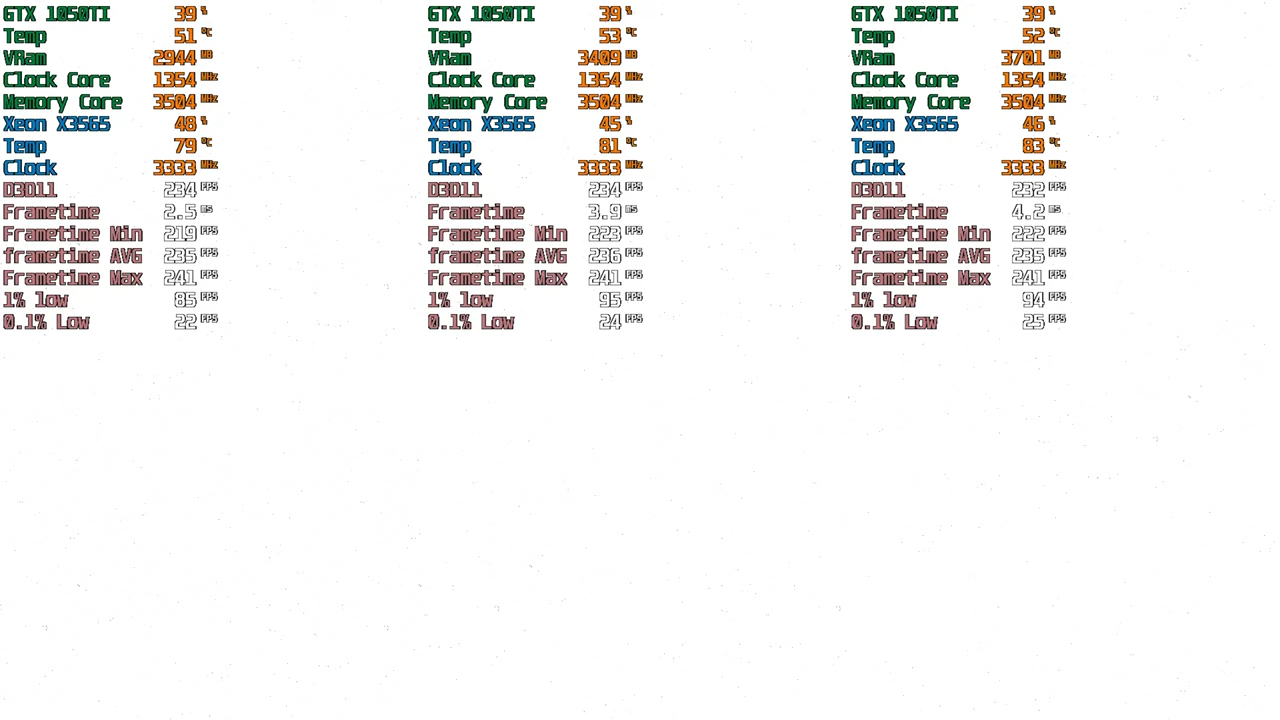 GTX 1050TI 39 % GTX 1050TI 39 % GTX 1050TI 39 %
Temp 51 °C Temp 53 °C Temp 52 °C
VRam 2944 MB VRam 3409 MB VRam 3701 MB
Clock Core 1354 MHz Clock Core 1354 MHz Clock Core 1354 MHz
Memory Core 3504 MHz Memory Core 3504 MHz Memory Core 3504 MHz
Xeon X3565 48 % Xeon X3565 45 % Xeon X3565 46 %
Temp 79 °C Temp 81 °C Temp 83 °C
Clock 3333 MHz Clock 3333 MHz Clock 3333 MHz
D3D11 234 FPS D3D11 234 FPS D3D11 232 FPS
Frametime 2.5 ms Frametime 3.9 ms Frametime 4.2 ms
Frametime Min 219 FPS Frametime Min 223 FPS Frametime Min 222 FPS
frametime AVG 235 FPS frametime AVG 236 FPS frametime AVG 235 FPS
Frametime Max 241 FPS Frametime Max 241 FPS Frametime Max 241 FPS
1% low 85 FPS 1% low 95 FPS 1% low 94 FPS
0.1% Low 22 FPS 0.1% Low 24 FPS 0.1% Low 25 FPS